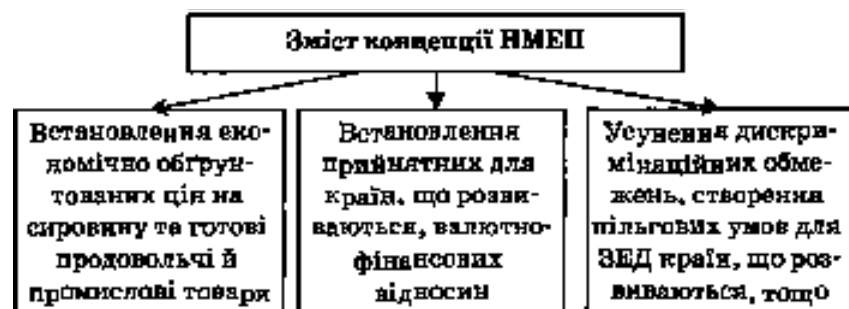 Зміст концепції НМЕП
Встановлення еко-
номічно обґрун-
тованих цін на
сировину та готові
продовольчі й
промислові товари
Встановлення
прийнятних для
країн, що розви-
ваються, валютно-
фінансових
відносин
Усунення дискри-
мінаційних обме-
жень, створення
пільгових умов для
ЗЕД країн, що роз-
виваються, тощо